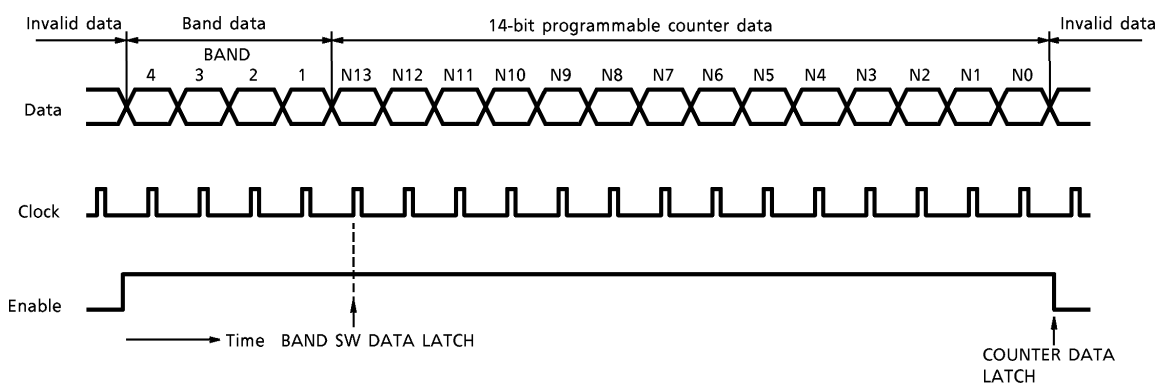 Invalid data Band data 14-bit programmable counter data Invalid data
BAND
4 3 2 1 N13 N12 N11 N10 N9 N8 N7 N6 N5 N4 N3 N2 N1 N0
Data
Clock
Enable
Time BAND SW DATA LATCH
COUNTER DATA
LATCH